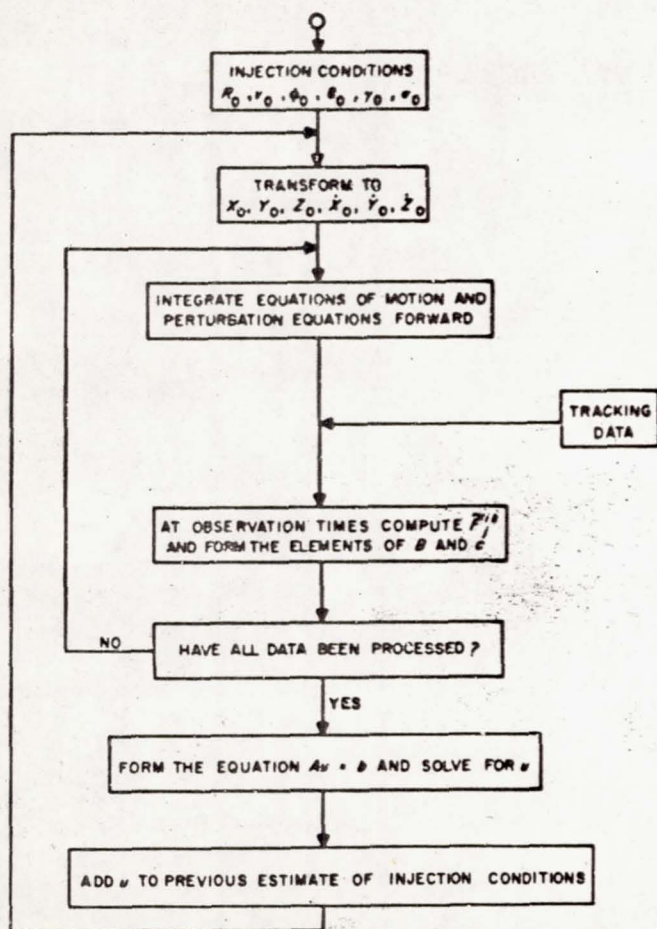 INJECTION CONDITIONS
R₀, v₀, φ₀, θ₀, γ₀, σ₀
TRANSFORM TO
X₀, Y₀, Z₀, Ẋ₀, Ẏ₀, Ż₀
INTEGRATE EQUATIONS OF MOTION AND
PERTURBATION EQUATIONS FORWARD
TRACKING
DATA
AT OBSERVATION TIMES COMPUTE
AND FORM THE ELEMENTS OF B AND c
NO
HAVE ALL DATA BEEN PROCESSED?
YES
FORM THE EQUATION Au = b AND SOLVE FOR u
ADD u TO PREVIOUS ESTIMATE OF INJECTION CONDITIONS